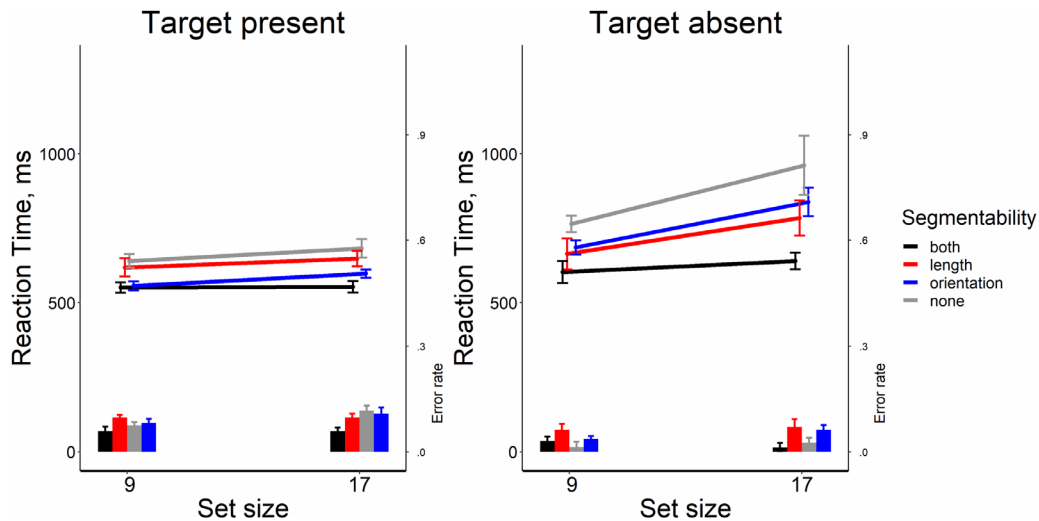 Target present
Target absent
Reaction Time, ms
1000
500
0
.9
.6
.3
.0
Error rate
9
17
Set size
Reaction Time, ms
1000
500
0
.9
.6
.3
.0
Error rate
9
17
Set size
Segmentability
both
length
orientation
none